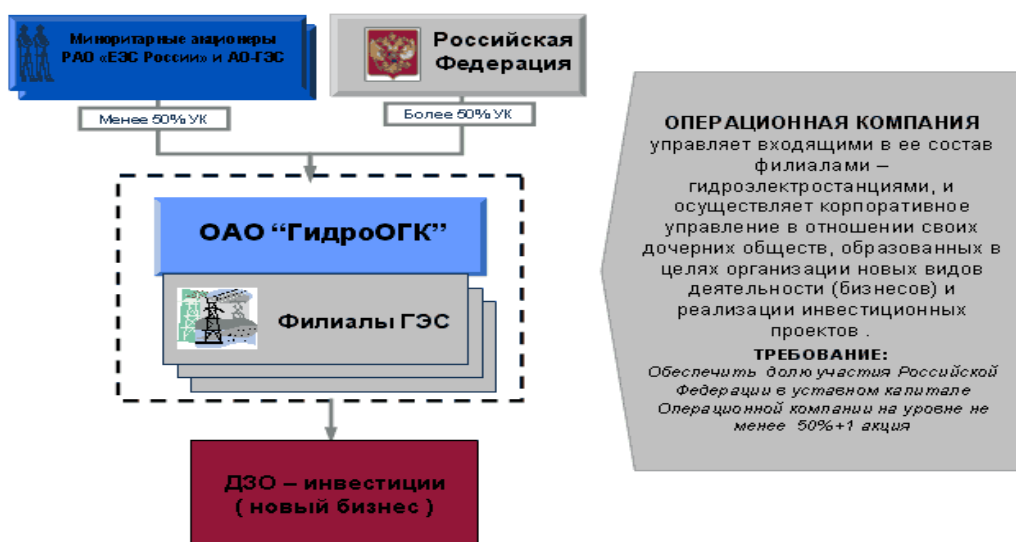 Миноритарные акционеры
РАО «ЕЭС России» и АО-ГЭС
Российская
Федерация
Менее 50% УК
Более 50% УК
ОАО “ГидроОГК”
Филиалы ГЭС
ДЗО – инвестиции
( новый бизнес )
ОПЕРАЦИОННАЯ КОМПАНИЯ
управляет входящими в ее состав
филиалами –
гидроэлектростанциями, и
осуществляет корпоративное
управление в отношении своих
дочерних обществ, образованных в
целях организации новых видов
деятельности (бизнесов) и
реализации инвестиционных
проектов .
ТРЕБОВАНИЕ:
Обеспечить долю участия Российской
Федерации в уставном капитале
Операционной компании на уровне не
менее 50%+1 акция